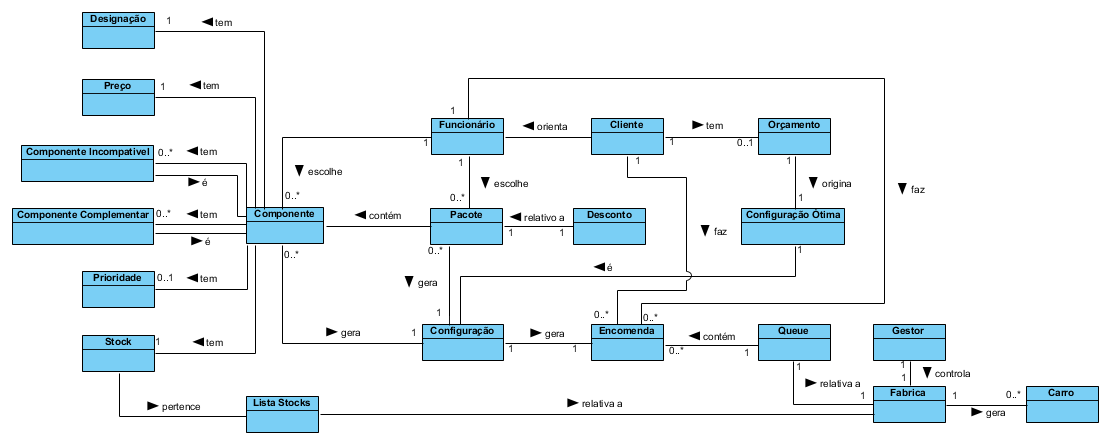 Designação
1
◄ tem
Preço
1
◄ tem
Componente Incompativel
0..*
◄ tem
► é
Componente Complementar
0..*
◄ tem
► é
Prioridade
0..1
◄ tem
Stock
1
◄ tem
► pertence
Lista Stocks
► relativa a
Componente
0..*
0..*
▼ escolhe
◄ contém
► gera
1
Funcionário
1
1
1
◄ orienta
▼ escolhe
0..*
Pacote
0..*
◄ relativo a
1
1
Desconto
▼ gera
1
Configuração
1
► gera
1
Cliente
1
1
► tem
0..1
Orçamento
1
▼ origina
1
Configuração Ótima
1
◄ é
▼ faz
▼ faz
0..*
0..*
Encomenda
0..*
◄ contém
1
Queue
1
► relativa a
1
Gestor
1
▼ controla
1
Fabrica
1
► gera
0..*
Carro